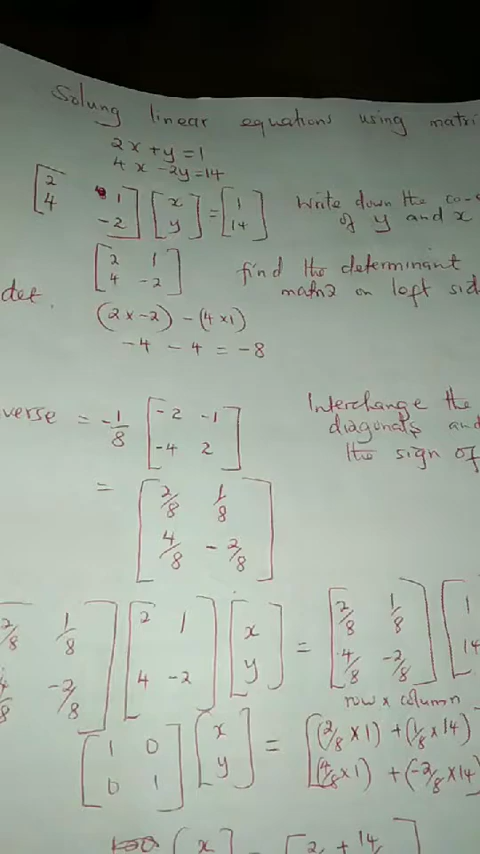 Solving linear equations using matri
2x + y = 1
4x - 2y = 14
[2 1; 4 -2] [x; y] = [1; 14] Write down the co-e
of y and x
[2 1; 4 -2] find the determinant
matrix on left sid
det. (2 x -2) - (4 x 1)
-4 - 4 = -8
verse = -1/8 [-2 -1; -4 2] Interchange the
diagonals and
the sign of
= [2/8 1/8; 4/8 -2/8]
[2/8 1/8; 4/8 -2/8] [2 1; 4 -2] [x; y] = [2/8 1/8; 4/8 -2/8] [1; 14]
row x column
[1 0; 0 1] [x; y] = [(2/8 x 1) + (1/8 x 14); (4/8 x 1) + (-2/8 x 14)]
[x] [2 + 14/